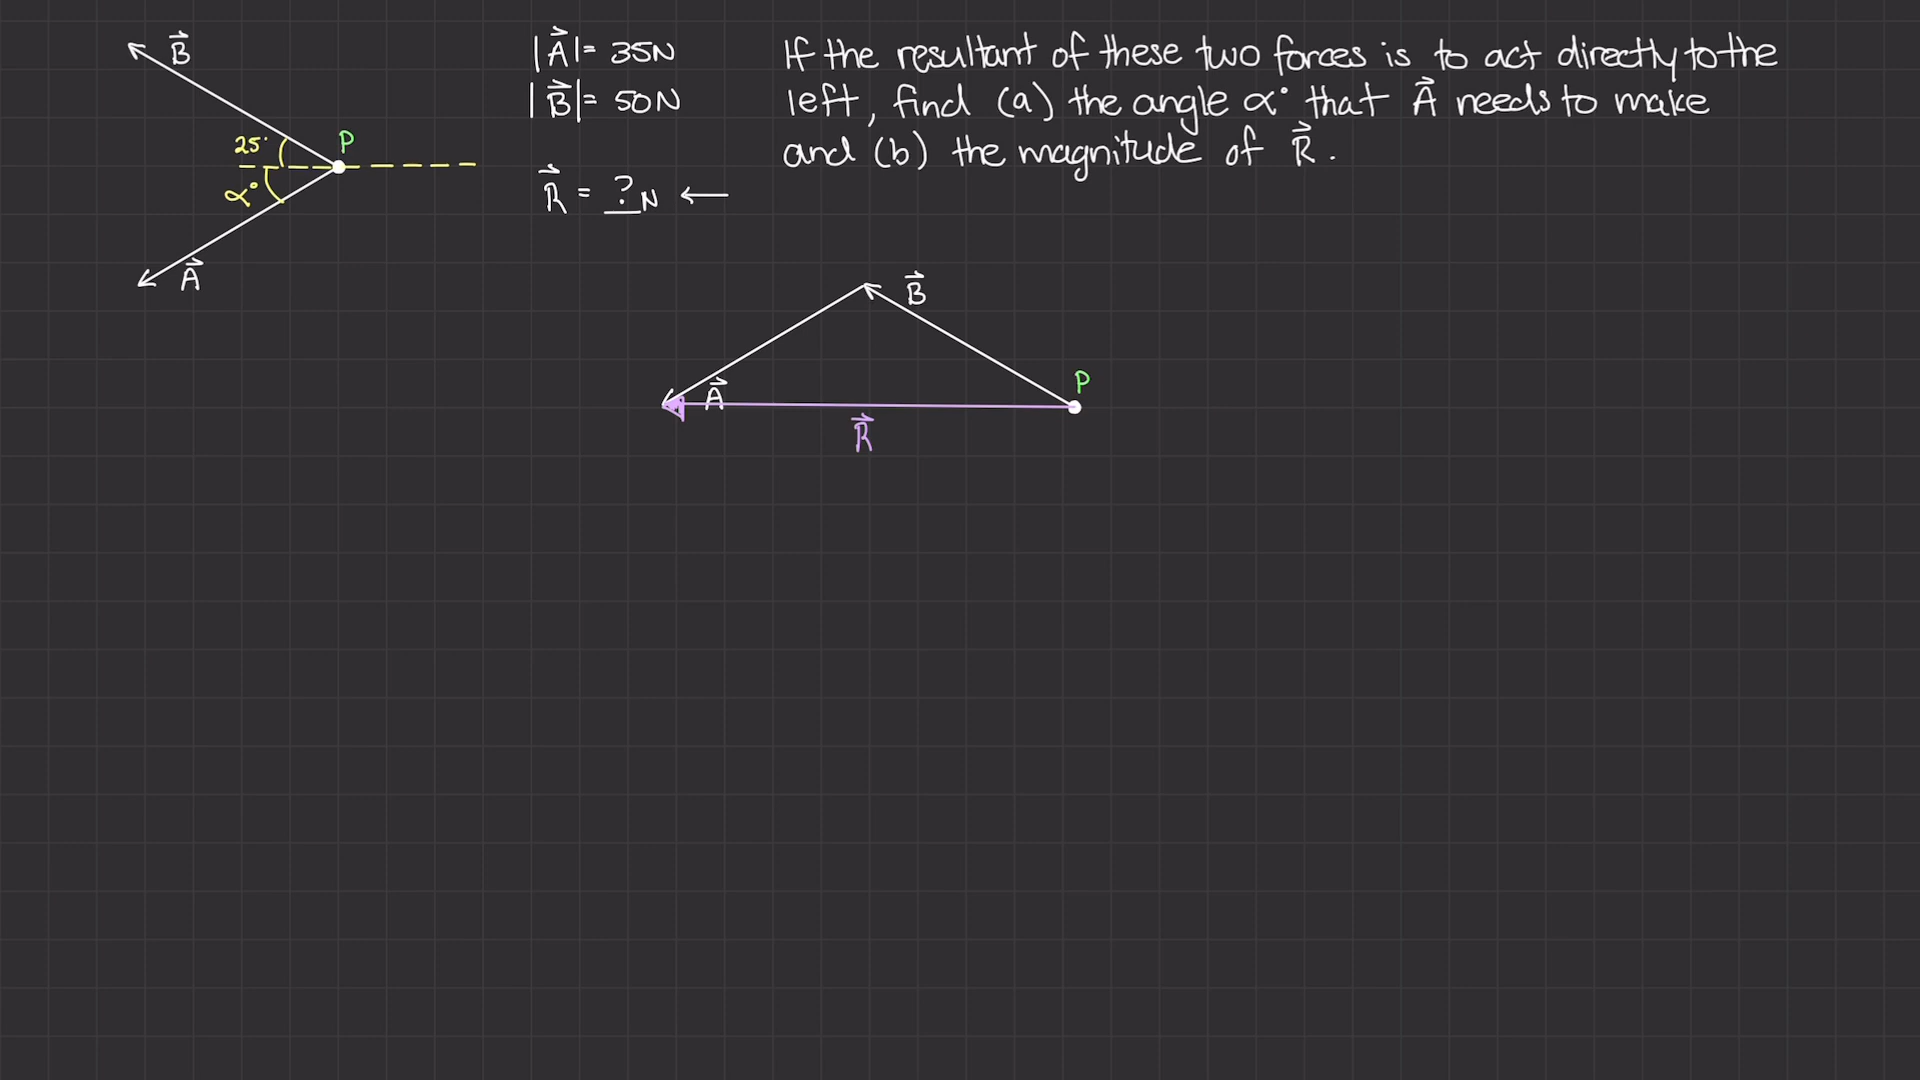 B⃗
|A⃗| = 35N
|B⃗| = 50N
If the resultant of these two forces is to act directly to the
left, find (a) the angle α° that A⃗ needs to make
and (b) the magnitude of R⃗.
25°
P
α°
A⃗
R⃗ = ? N ←
B⃗
P
A⃗
R⃗